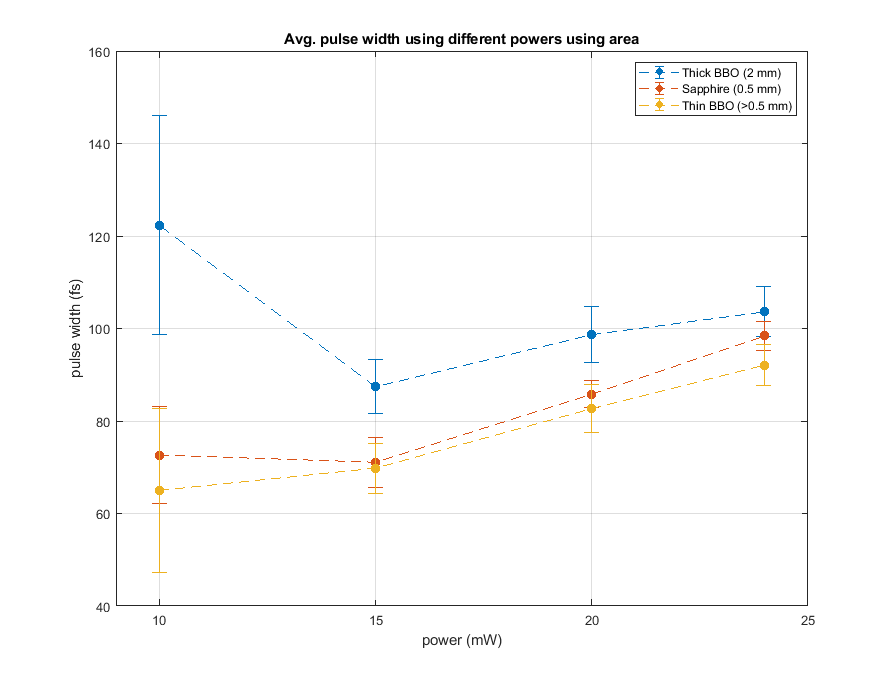 Avg. pulse width using different powers using area
160
140
120
100
80
60
40
pulse width (fs)
Thick BBO (2 mm)
Sapphire (0.5 mm)
Thin BBO (>0.5 mm)
10 15 20 25
power (mW)